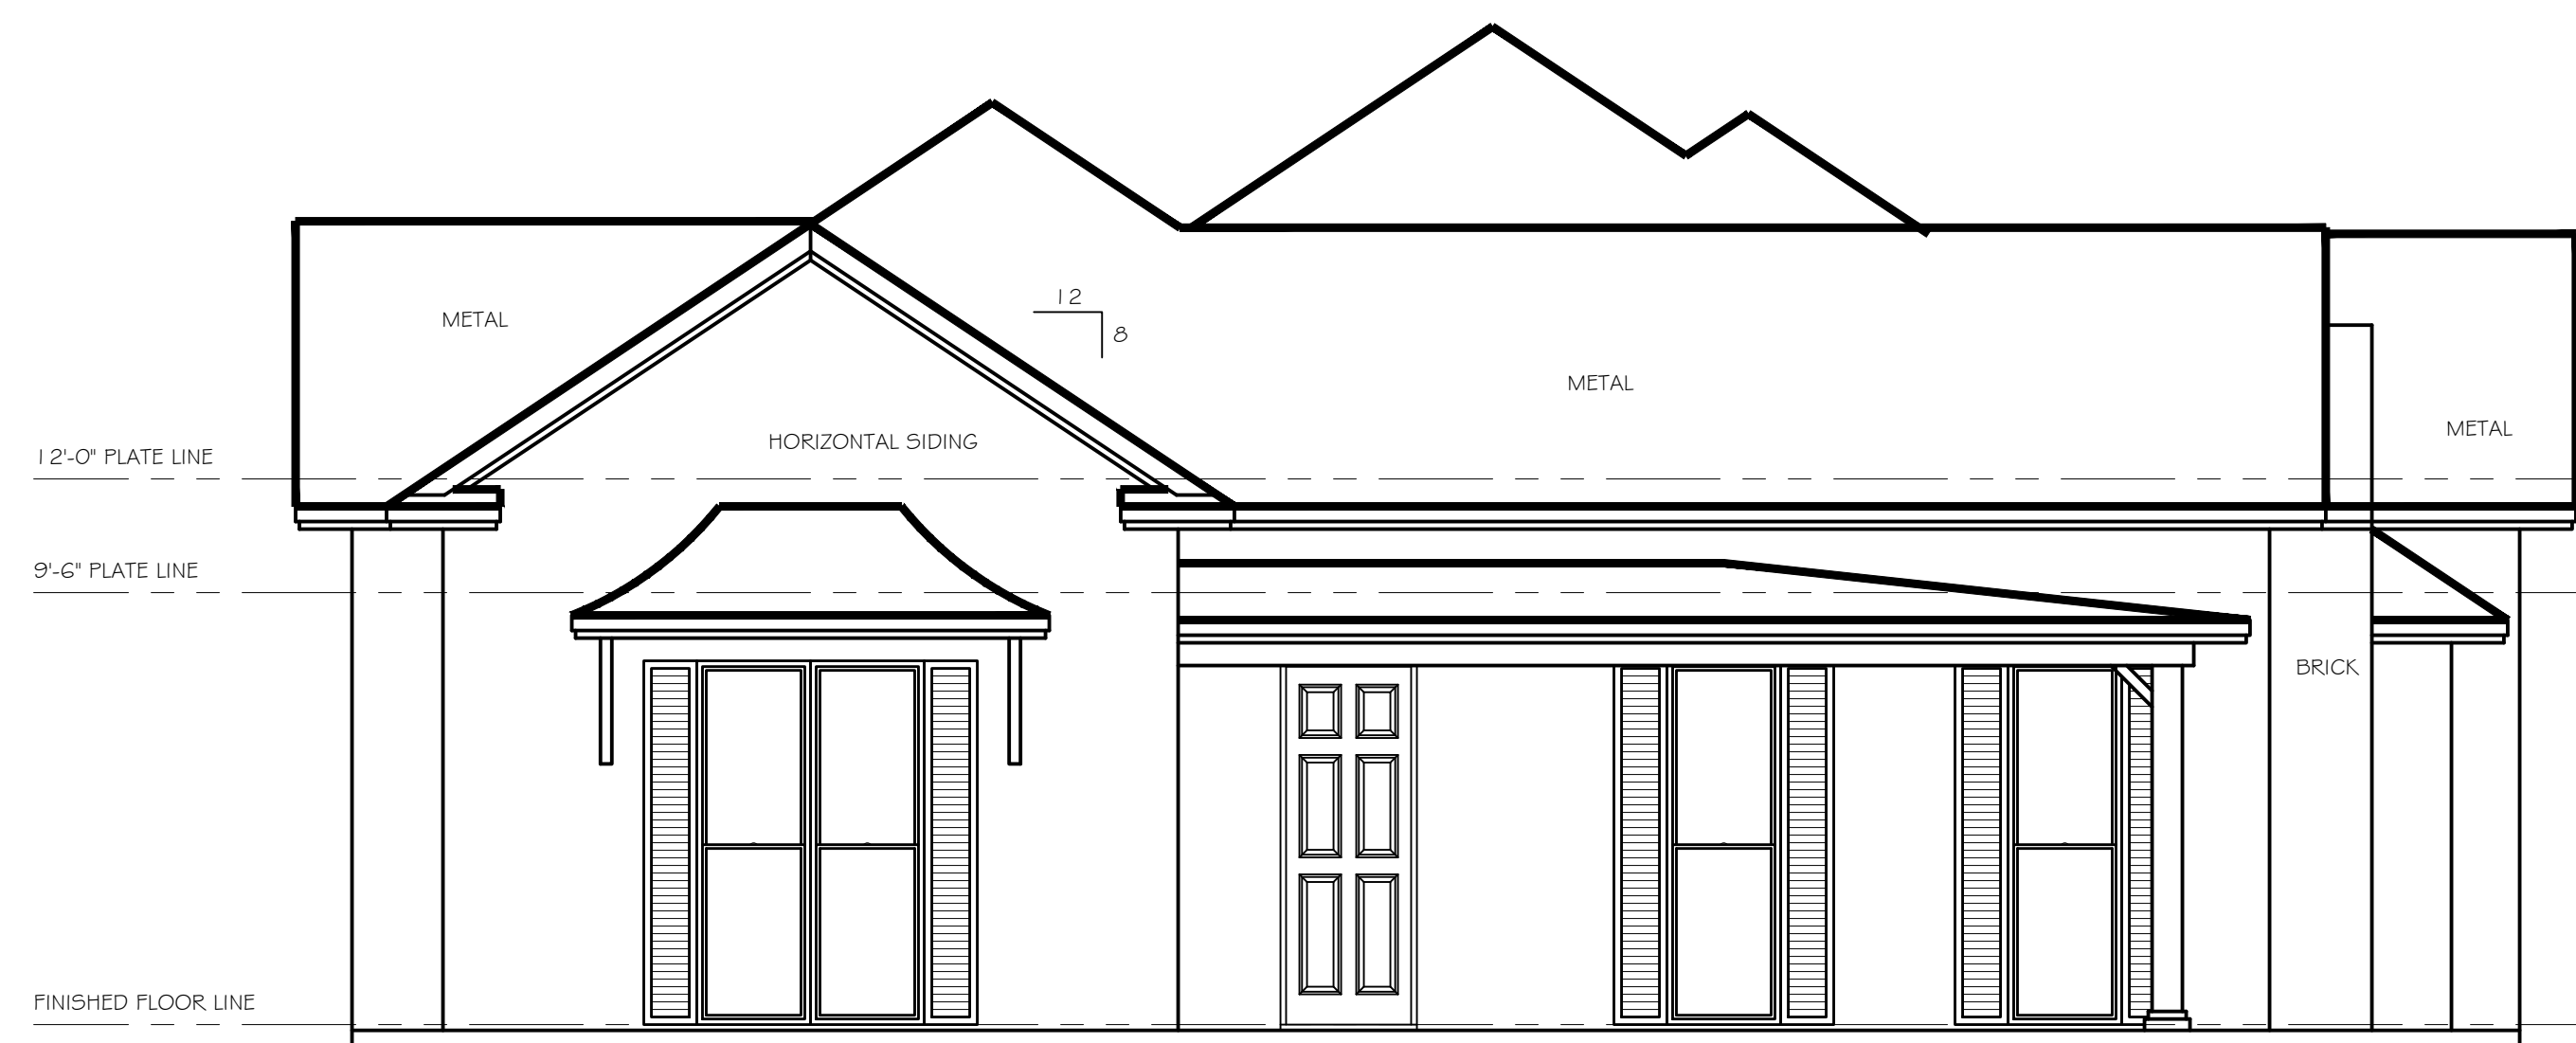 12
METAL
8
METAL
METAL
HORIZONTAL SIDING
12'-0" PLATE LINE
9'-6" PLATE LINE
BRICK
FINISHED FLOOR LINE